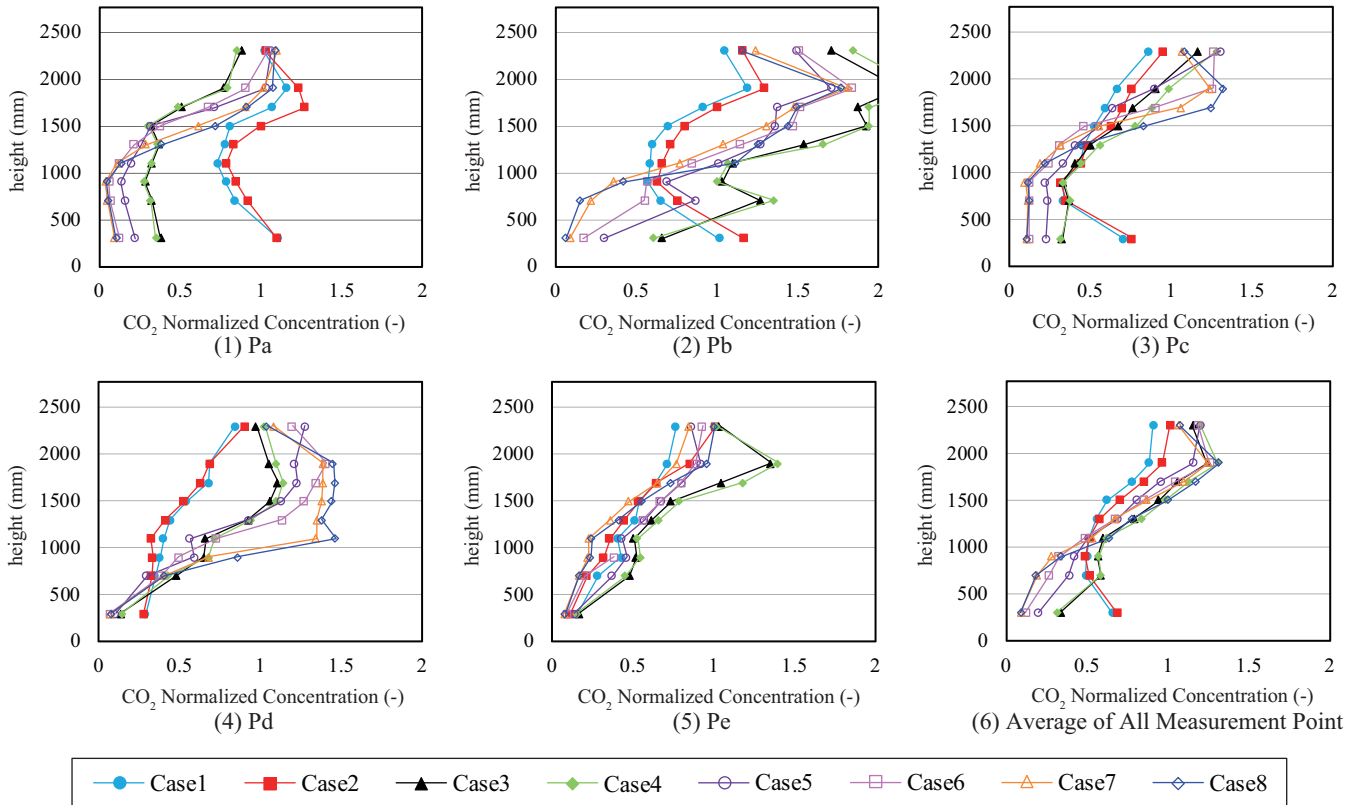 2500
2000
1500
1000
500
0
height (mm)
0 0.5 1 1.5 2
CO₂ Normalized Concentration (-)
(1) Pa
2500
2000
1500
1000
500
0
height (mm)
0 0.5 1 1.5 2
CO₂ Normalized Concentration (-)
(2) Pb
2500
2000
1500
1000
500
0
height (mm)
0 0.5 1 1.5 2
CO₂ Normalized Concentration (-)
(3) Pc
2500
2000
1500
1000
500
0
height (mm)
0 0.5 1 1.5 2
CO₂ Normalized Concentration (-)
(4) Pd
2500
2000
1500
1000
500
0
height (mm)
0 0.5 1 1.5 2
CO₂ Normalized Concentration (-)
(5) Pe
2500
2000
1500
1000
500
0
height (mm)
0 0.5 1 1.5 2
CO₂ Normalized Concentration (-)
(6) Average of All Measurement Point
Case1 Case2 Case3 Case4 Case5 Case6 Case7 Case8